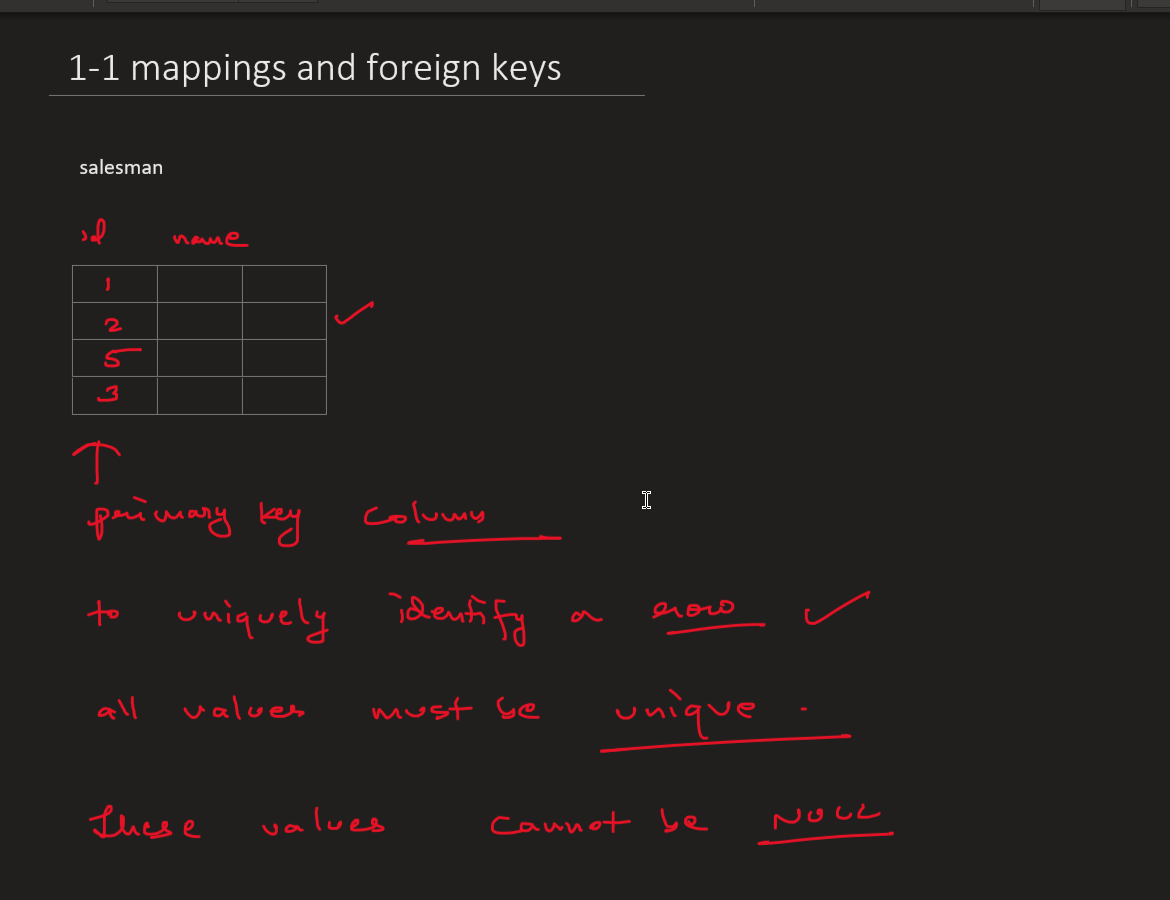 1-1 mappings and foreign keys
salesman
id name
1
2
5
3
primary key column
to uniquely identify a row
all values must be unique.
These values cannot be NULL